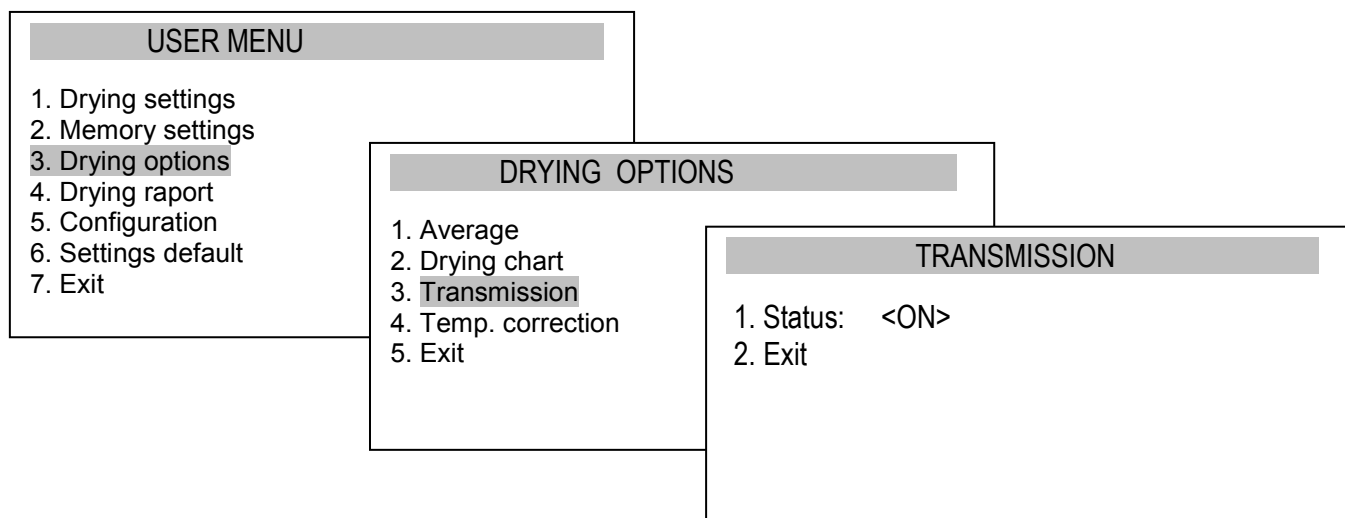 USER MENU
1. Drying settings
2. Memory settings
3. Drying options
4. Drying raport
5. Configuration
6. Settings default
7. Exit
DRYING OPTIONS
1. Average
2. Drying chart
3. Transmission
4. Temp. correction
5. Exit
TRANSMISSION
1. Status: <ON>
2. Exit